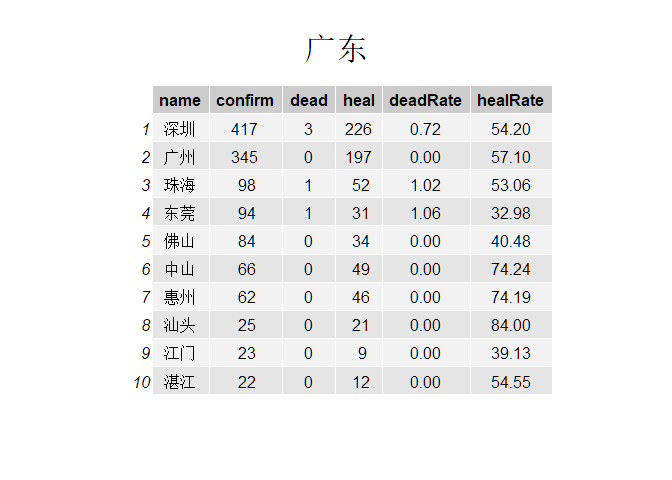 广东
name confirm dead heal deadRate healRate
1 深圳 417 3 226 0.72 54.20
2 广州 345 0 197 0.00 57.10
3 珠海 98 1 52 1.02 53.06
4 东莞 94 1 31 1.06 32.98
5 佛山 84 0 34 0.00 40.48
6 中山 66 0 49 0.00 74.24
7 惠州 62 0 46 0.00 74.19
8 汕头 25 0 21 0.00 84.00
9 江门 23 0 9 0.00 39.13
10 湛江 22 0 12 0.00 54.55